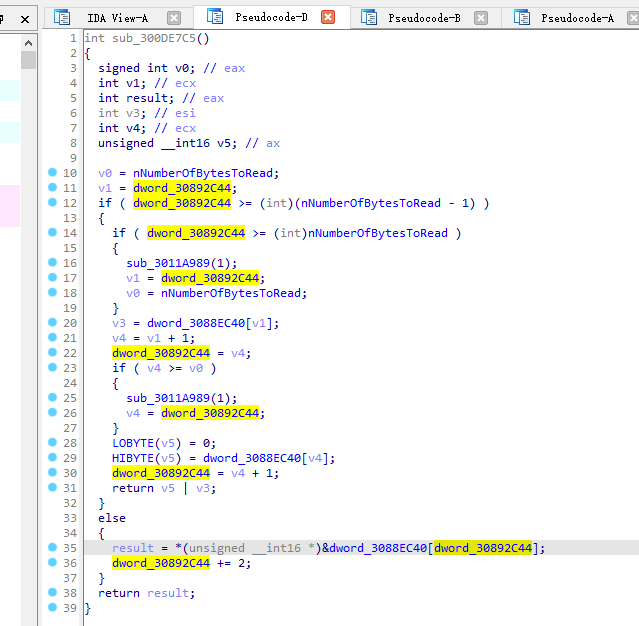 IDA View-A Pseudocode-D Pseudocode-B Pseudocode-A
1 int sub_300DE7C5()
2 {
3 signed int v0; // eax
4 int v1; // ecx
5 int result; // eax
6 int v3; // esi
7 int v4; // ecx
8 unsigned __int16 v5; // ax
9
10 v0 = nNumberOfBytesToRead;
11 v1 = dword_30892C44;
12 if ( dword_30892C44 >= (int)(nNumberOfBytesToRead - 1) )
13 {
14 if ( dword_30892C44 >= (int)nNumberOfBytesToRead )
15 {
16 sub_3011A989(1);
17 v1 = dword_30892C44;
18 v0 = nNumberOfBytesToRead;
19 }
20 v3 = dword_3088EC40[v1];
21 v4 = v1 + 1;
22 dword_30892C44 = v4;
23 if ( v4 >= v0 )
24 {
25 sub_3011A989(1);
26 v4 = dword_30892C44;
27 }
28 LOBYTE(v5) = 0;
29 HIBYTE(v5) = dword_3088EC40[v4];
30 dword_30892C44 = v4 + 1;
31 return v5 | v3;
32 }
33 else
34 {
35 result = *(unsigned __int16 *)&dword_3088EC40[dword_30892C44];
36 dword_30892C44 += 2;
37 }
38 return result;
39 }